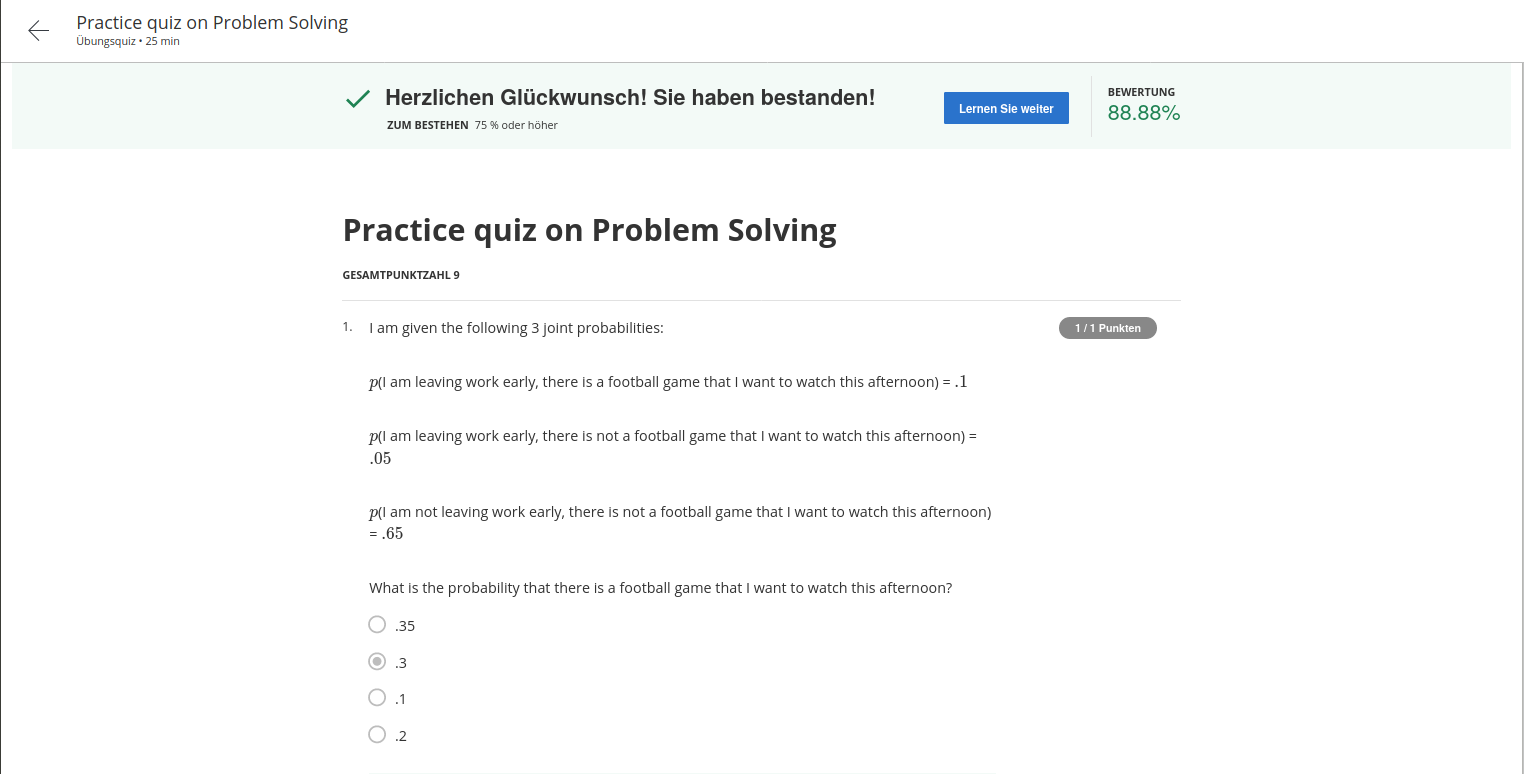 Practice quiz on Problem Solving
Übungsquiz • 25 min
Herzlichen Glückwunsch! Sie haben bestanden!
ZUM BESTEHEN 75 % oder höher
Lernen Sie weiter
BEWERTUNG
88.88%
Practice quiz on Problem Solving
GESAMTPUNKTZAHL 9
1. I am given the following 3 joint probabilities:
1 / 1 Punkten
p(I am leaving work early, there is a football game that I want to watch this afternoon) = .1
p(I am leaving work early, there is not a football game that I want to watch this afternoon) =
.05
p(I am not leaving work early, there is not a football game that I want to watch this afternoon)
= .65
What is the probability that there is a football game that I want to watch this afternoon?
.35
.3
.1
.2